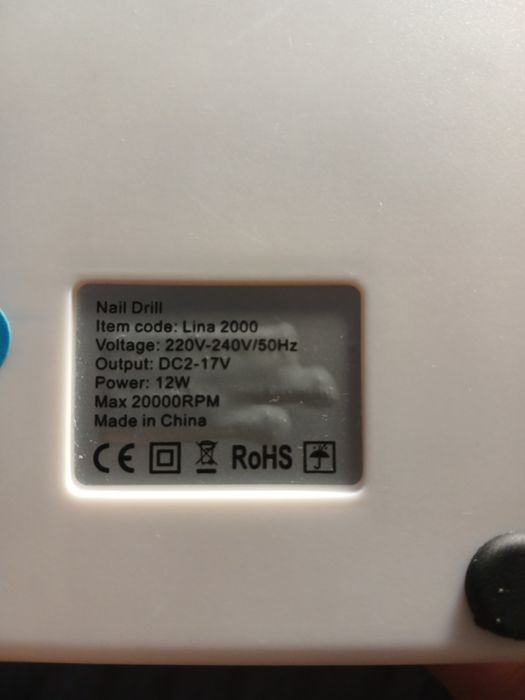 Nail Drill
Item code: Lina 2000
Voltage: 220V-240V/50Hz
Output: DC2-17V
Power: 12W
Max 20000RPM
Made in China
CE RoHS